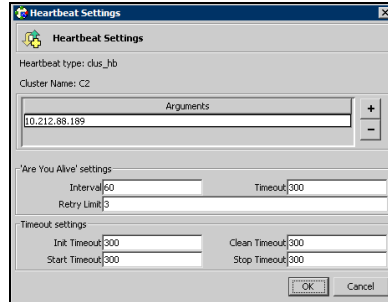 Heartbeat Settings
Heartbeat Settings
Heartbeat type: clus_hb
Cluster Name: C2
Arguments
10.212.88.189
+
-
'Are You Alive' settings
Interval 60 Timeout 300
Retry Limit 3
Timeout settings
Init Timeout 300 Clean Timeout 300
Start Timeout 300 Stop Timeout 300
OK Cancel